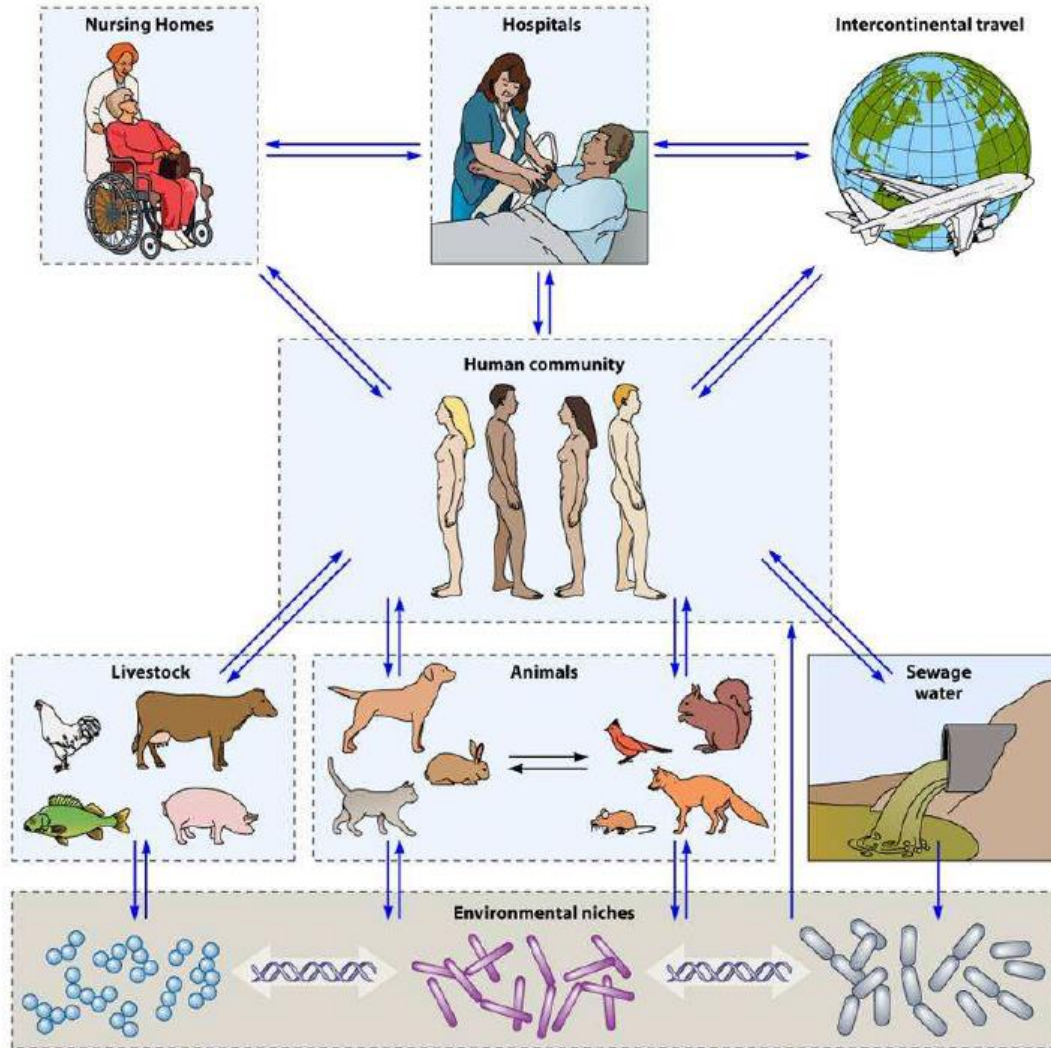 Nursing Homes
Hospitals
Intercontinental travel
Human community
Livestock
Animals
Sewage
water
Environmental niches